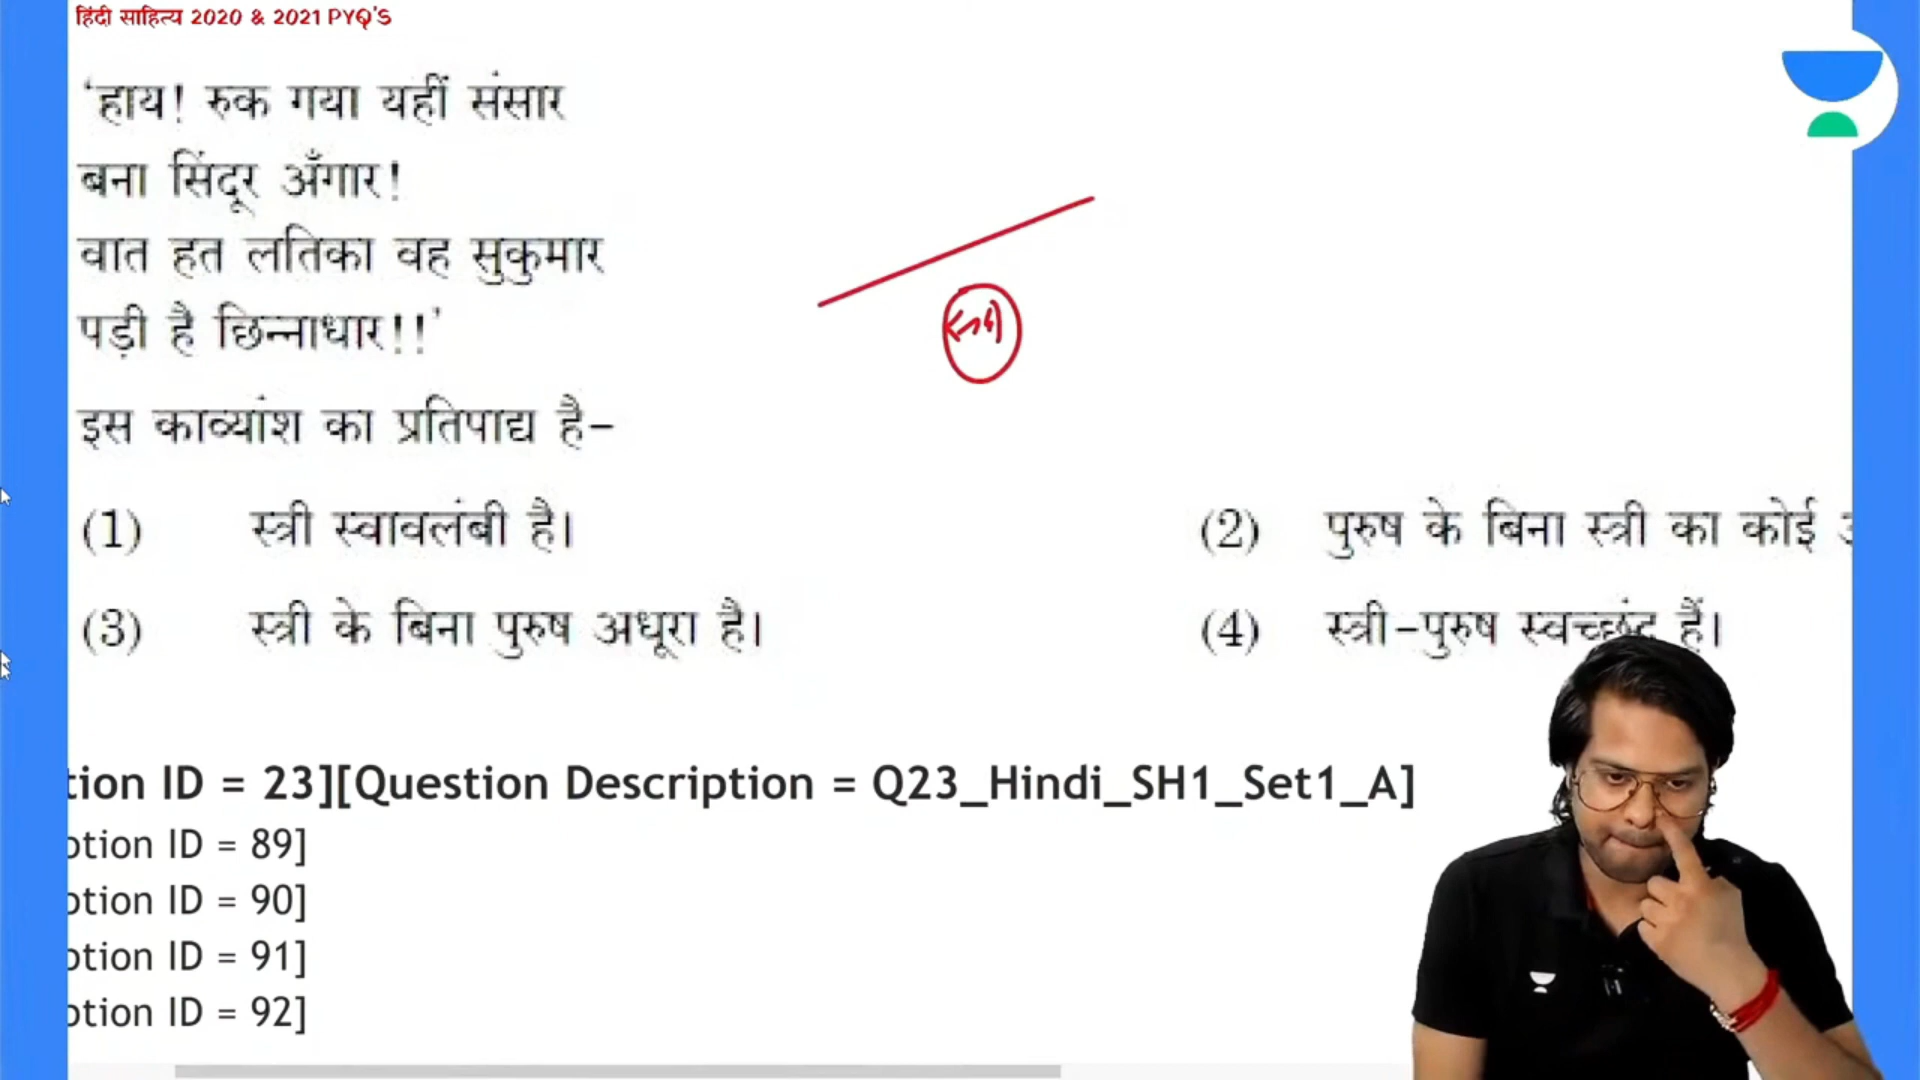 हिंदी साहित्य 2020 & 2021 PYQ'S
'हाय! रुक गया यहीं संसार
बना सिंदूर अँगार!
वात हत लतिका वह सुकुमार
पड़ी है छिन्नाधार!!'
इस काव्यांश का प्रतिपाद्य है-
(1) स्त्री स्वावलंबी है।
(2) पुरुष के बिना स्त्री का कोई
(3) स्त्री के बिना पुरुष अधूरा है।
(4) स्त्री-पुरुष स्वच्छंद हैं।
tion ID = 23][Question Description = Q23_Hindi_SH1_Set1_A]
ption ID = 89]
ption ID = 90]
ption ID = 91]
ption ID = 92]